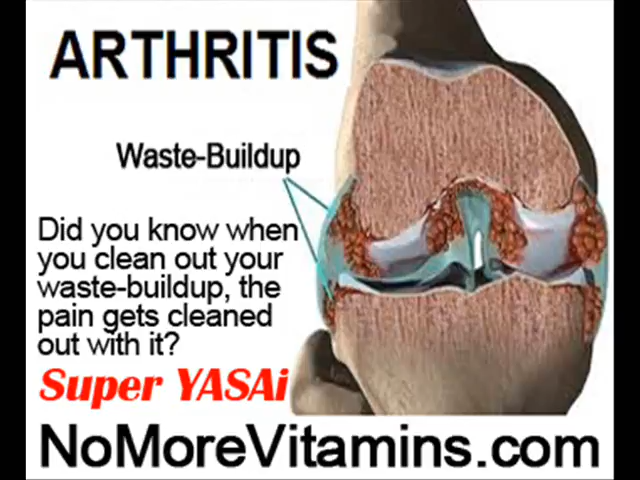 ARTHRITIS
Waste-Buildup
Did you know when
you clean out your
waste-buildup, the
pain gets cleaned
out with it?
Super YASAi
NoMoreVitamins.com